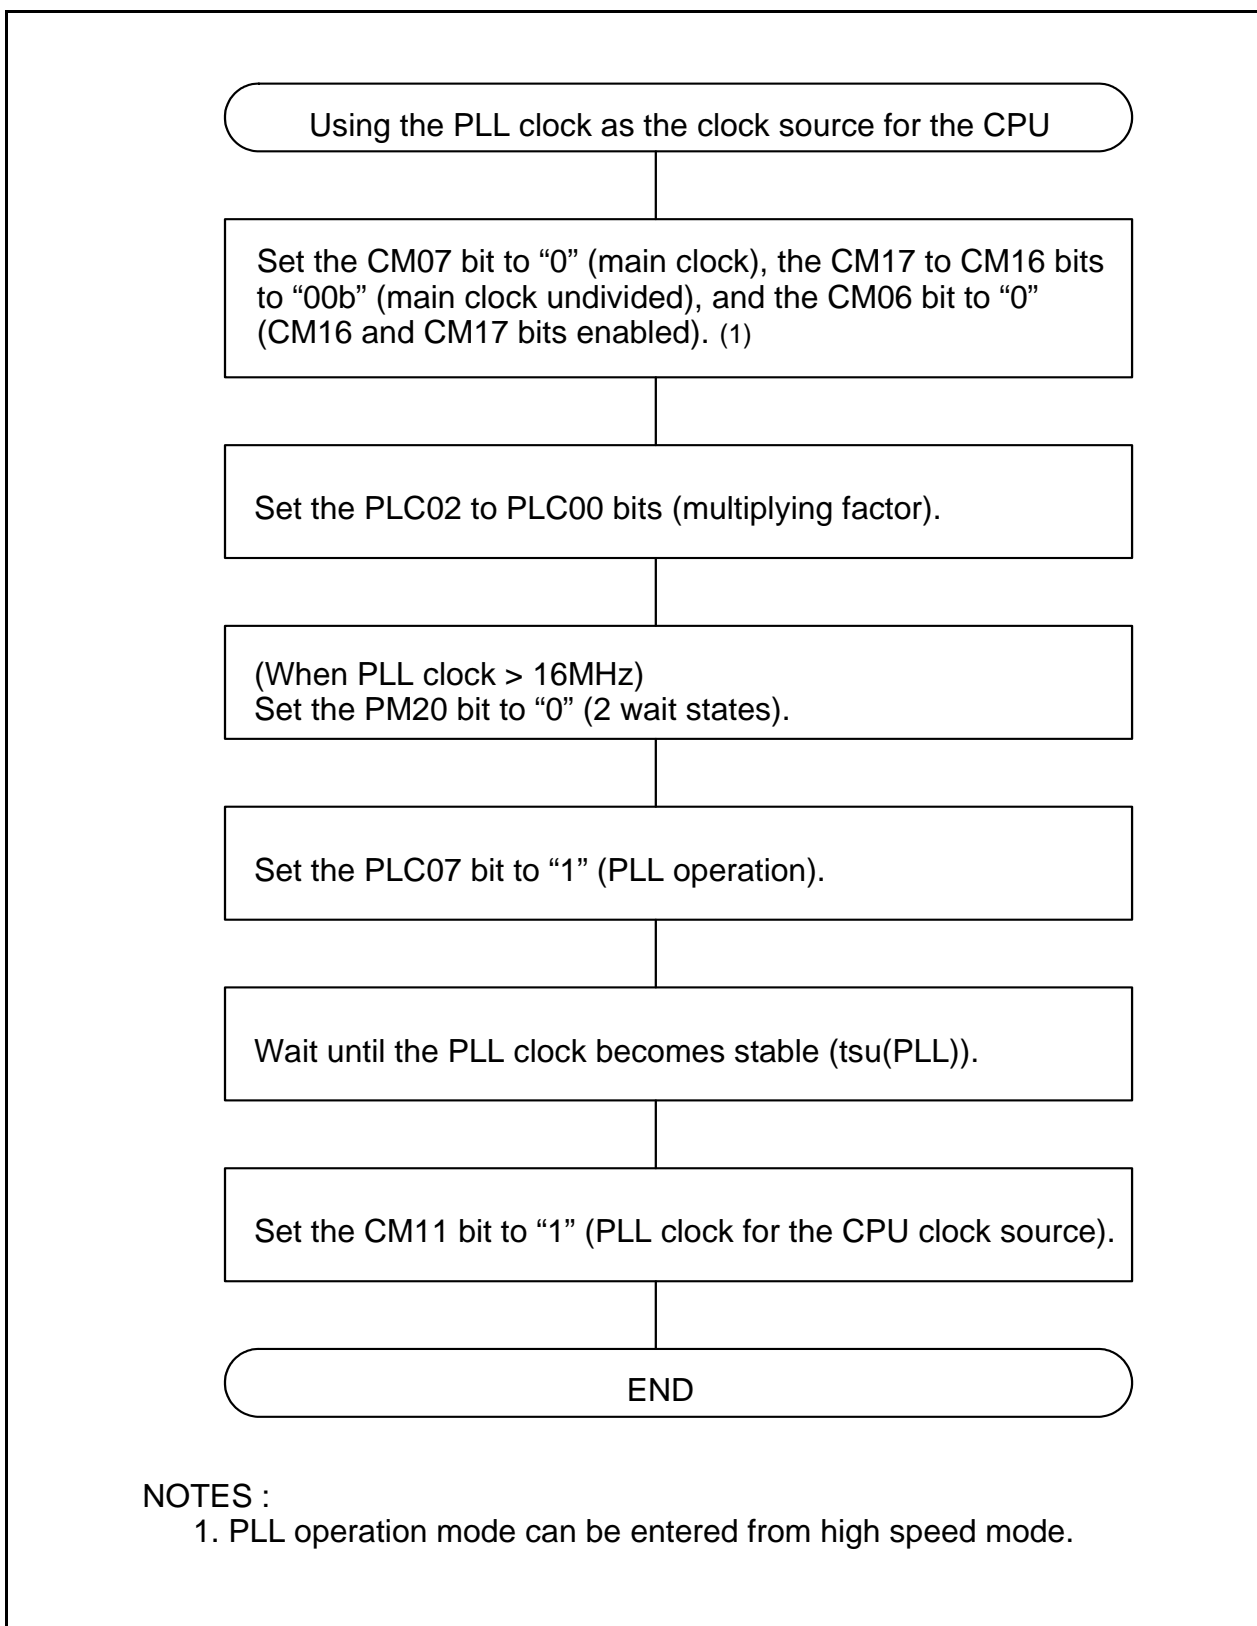 Using the PLL clock as the clock source for the CPU
Set the CM07 bit to “0” (main clock), the CM17 to CM16 bits
to “00b” (main clock undivided), and the CM06 bit to “0”
(CM16 and CM17 bits enabled). (1)
Set the PLC02 to PLC00 bits (multiplying factor).
(When PLL clock > 16MHz)
Set the PM20 bit to “0” (2 wait states).
Set the PLC07 bit to “1” (PLL operation).
Wait until the PLL clock becomes stable (tsu(PLL)).
Set the CM11 bit to “1” (PLL clock for the CPU clock source).
END
NOTES :
1. PLL operation mode can be entered from high speed mode.